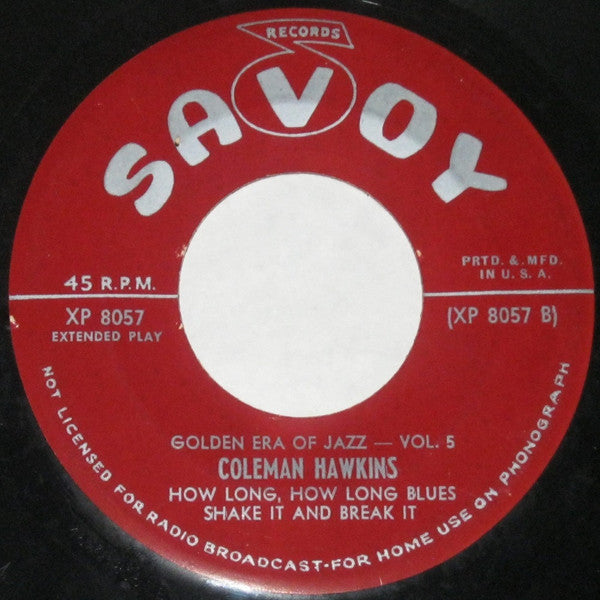 RECORDS
SAVOY
PRTD. & MFD.
IN U. S. A.
45 R.P.M.
XP 8057
EXTENDED PLAY
(XP 8057 B)
GOLDEN ERA OF JAZZ — VOL. 5
COLEMAN HAWKINS
HOW LONG, HOW LONG BLUES
SHAKE IT AND BREAK IT
NOT LICENSED FOR RADIO BROADCAST-FOR HOME USE ON PHONOGRAPH